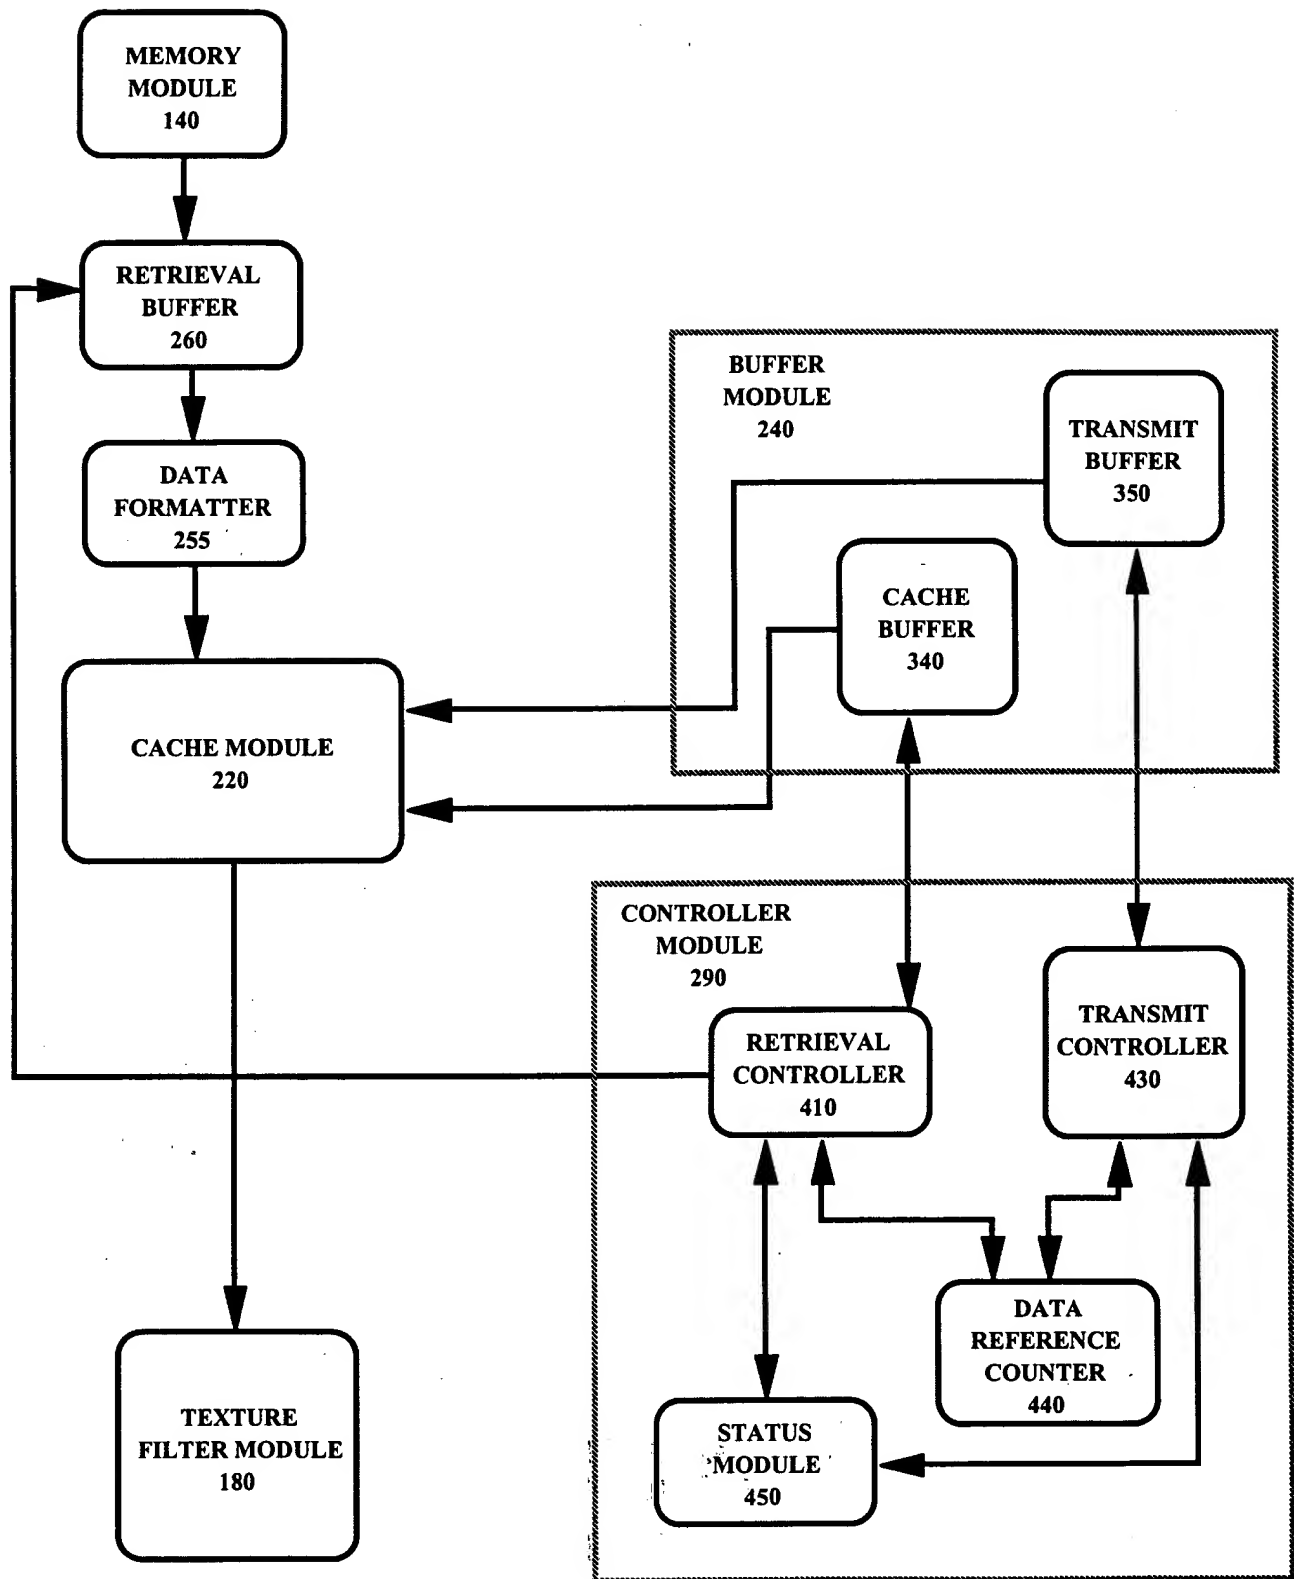 MEMORY
MODULE
140
RETRIEVAL
BUFFER
260
DATA
FORMATTER
255
CACHE MODULE
220
TEXTURE
FILTER MODULE
180
BUFFER
MODULE
240
TRANSMIT
BUFFER
350
CACHE
BUFFER
340
CONTROLLER
MODULE
290
RETRIEVAL
CONTROLLER
410
TRANSMIT
CONTROLLER
430
DATA
REFERENCE
COUNTER
440
STATUS
MODULE
450